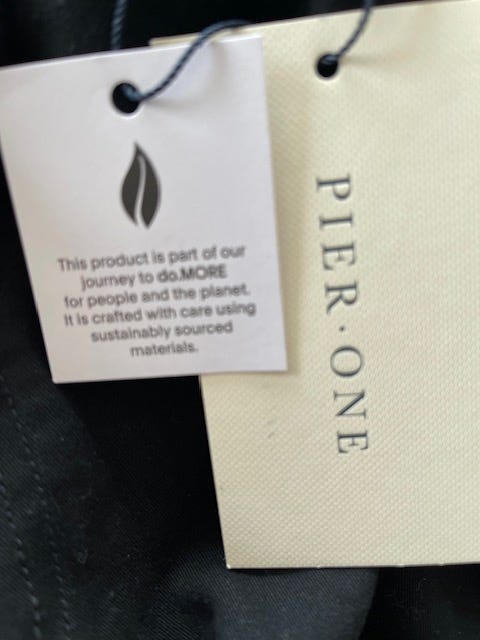 This product is part of our
journey to do.MORE
for people and the planet.
It is crafted with care using
sustainably sourced
materials.
PIER·ONE